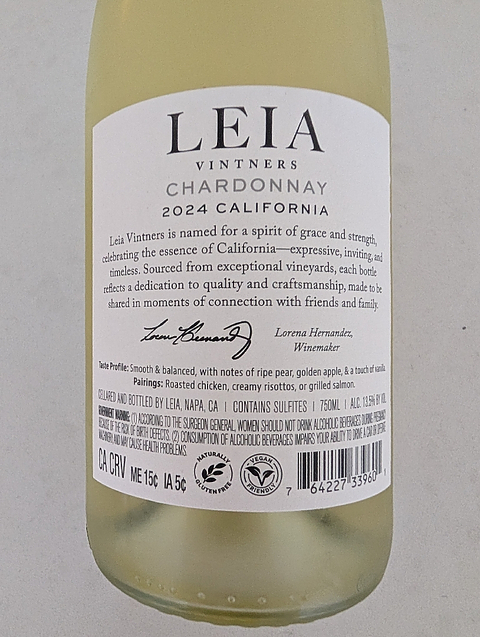 LEIA
VINTNERS
CHARDONNAY
2024 CALIFORNIA
Leia Vintners is named for a spirit of grace and strength,
celebrating the essence of California—expressive, inviting, and
timeless. Sourced from exceptional vineyards, each bottle
reflects a dedication to quality and craftsmanship, made to be
shared in moments of connection with friends and family.
Lorena Hernandez
Lorena Hernandez,
Winemaker
Taste Profile: Smooth & balanced, with notes of ripe pear, golden apple, & a touch of vanilla.
Pairings: Roasted chicken, creamy risottos, or grilled salmon.
CELLARED AND BOTTLED BY LEIA, NAPA, CA | CONTAINS SULFITES | 750ML | ALC. 13.5% BY VOL.
GOVERNMENT WARNING: (1) ACCORDING TO THE SURGEON GENERAL, WOMEN SHOULD NOT DRINK ALCOHOLIC BEVERAGES DURING PREGNANCY
BECAUSE OF THE RISK OF BIRTH DEFECTS. (2) CONSUMPTION OF ALCOHOLIC BEVERAGES IMPAIRS YOUR ABILITY TO DRIVE A CAR OR OPERATE
MACHINERY AND MAY CAUSE HEALTH PROBLEMS.
CA CRV ME 15¢ IA 5¢
NATURALLY GLUTEN FREE
VEGAN FRIENDLY
7 64227 33960